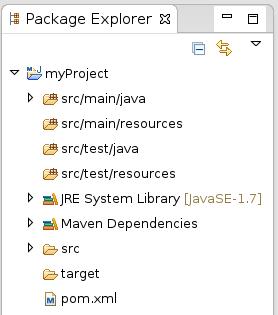 Package Explorer
myProject
src/main/java
src/main/resources
src/test/java
src/test/resources
JRE System Library [JavaSE-1.7]
Maven Dependencies
src
target
pom.xml